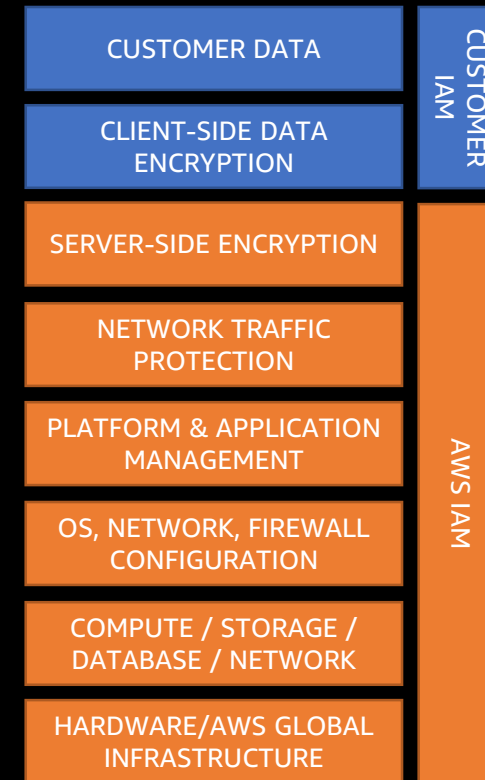 CUSTOMER DATA
CLIENT-SIDE DATA
ENCRYPTION
CUSTOMER
IAM
SERVER-SIDE ENCRYPTION
NETWORK TRAFFIC
PROTECTION
PLATFORM & APPLICATION
MANAGEMENT
OS, NETWORK, FIREWALL
CONFIGURATION
COMPUTE / STORAGE /
DATABASE / NETWORK
HARDWARE/AWS GLOBAL
INFRASTRUCTURE
AWS IAM